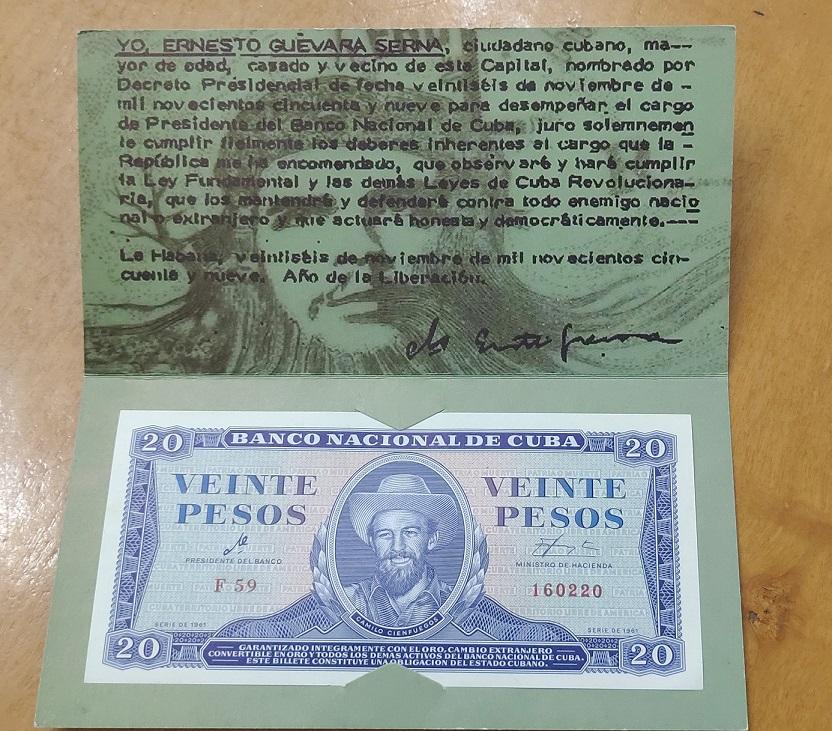 YO, ERNESTO GUEVARA SERNA, ciudadano cubano, ma--
yor de edad, casado y vecino de esta Capital, nombrado por
Decreto Presidencial de fecha veintiséis de noviembre de -
mil novecientos cincuenta y nueve para desempeñar el cargo
de Presidente del Banco Nacional de Cuba, juro solemnemen
te cumplir fielmente los deberes inherentes al cargo que la -
República me ha encomendado, que observaré y haré cumplir
la Ley Fundamental y las demás Leyes de Cuba Revoluciona-
ria, que las mantendré y defenderé contra todo enemigo nacio
nal o extranjero y que actuaré honesta y democráticamente.---
La Habana, veintiséis de noviembre de mil novecientos cin-
cuenta y nueve. Año de la Liberación.
20 BANCO NACIONAL DE CUBA 20
VEINTE PESOS
VEINTE PESOS
Che
PRESIDENTE DEL BANCO
MINISTRO DE HACIENDA
F 59
160220
SERIE DE 1961
CAMILO CIENFUEGOS
SERIE DE 1961
20
GARANTIZADO INTEGRAMENTE CON EL ORO, CAMBIO EXTRANJERO
CONVERTIBLE EN ORO Y TODOS LOS DEMAS ACTIVOS DEL BANCO NACIONAL DE CUBA.
ESTE BILLETE CONSTITUYE UNA OBLIGACION DEL ESTADO CUBANO.
20